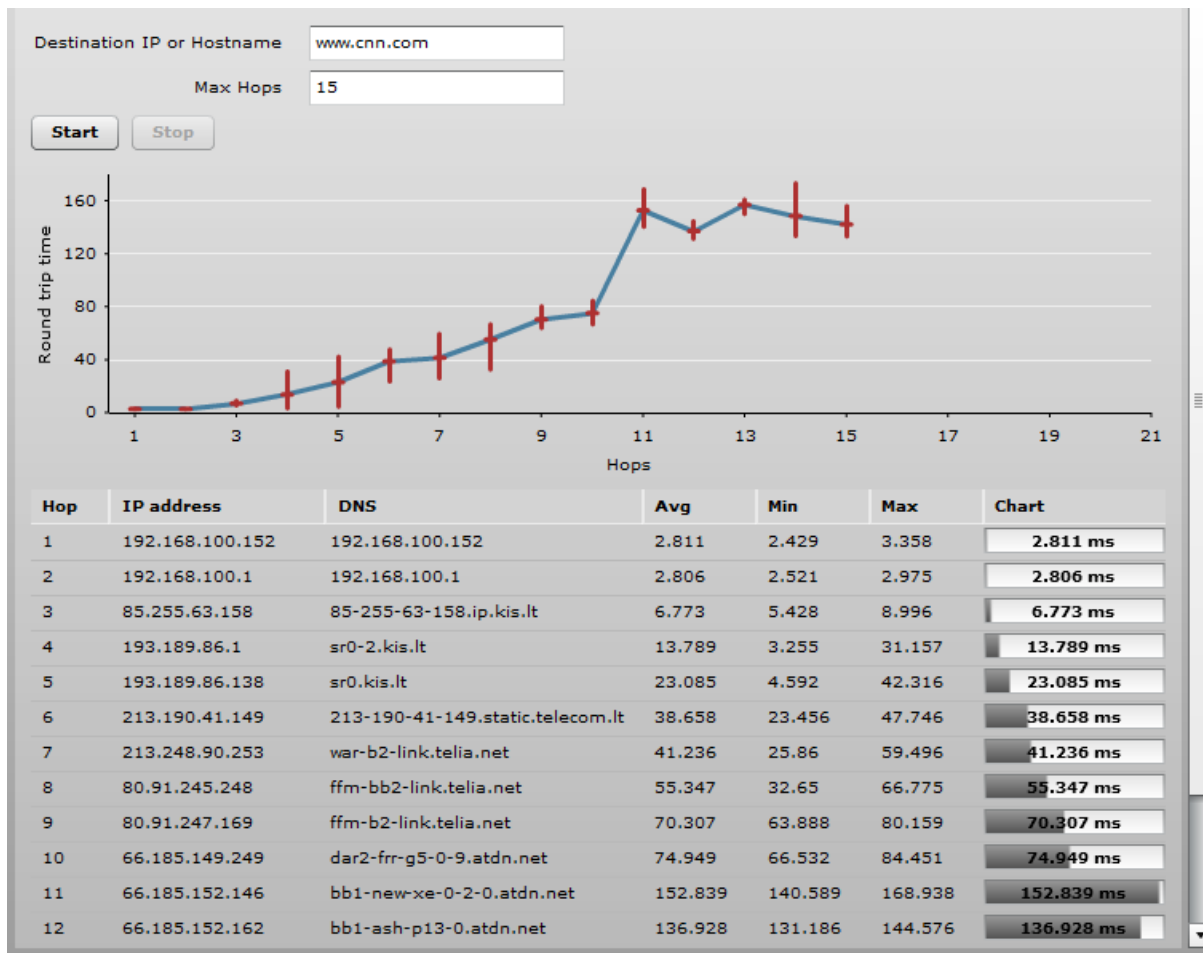 Destination IP or Hostname www.cnn.com
Max Hops 15
Start Stop
Round trip time
160
120
80
40
0
1 3 5 7 9 11 13 15 17 19 21
Hops
Hop IP address DNS Avg Min Max Chart
1 192.168.100.152 192.168.100.152 2.811 2.429 3.358 2.811 ms
2 192.168.100.1 192.168.100.1 2.806 2.521 2.975 2.806 ms
3 85.255.63.158 85-255-63-158.ip.kis.lt 6.773 5.428 8.996 6.773 ms
4 193.189.86.1 sr0-2.kis.lt 13.789 3.255 31.157 13.789 ms
5 193.189.86.138 sr0.kis.lt 23.085 4.592 42.316 23.085 ms
6 213.190.41.149 213-190-41-149.static.telecom.lt 38.658 23.456 47.746 38.658 ms
7 213.248.90.253 war-b2-link.telia.net 41.236 25.86 59.496 41.236 ms
8 80.91.245.248 ffm-bb2-link.telia.net 55.347 32.65 66.775 55.347 ms
9 80.91.247.169 ffm-b2-link.telia.net 70.307 63.888 80.159 70.307 ms
10 66.185.149.249 dar2-frr-g5-0-9.atdn.net 74.949 66.532 84.451 74.949 ms
11 66.185.152.146 bb1-new-xe-0-2-0.atdn.net 152.839 140.589 168.938 152.839 ms
12 66.185.152.162 bb1-ash-p13-0.atdn.net 136.928 131.186 144.576 136.928 ms